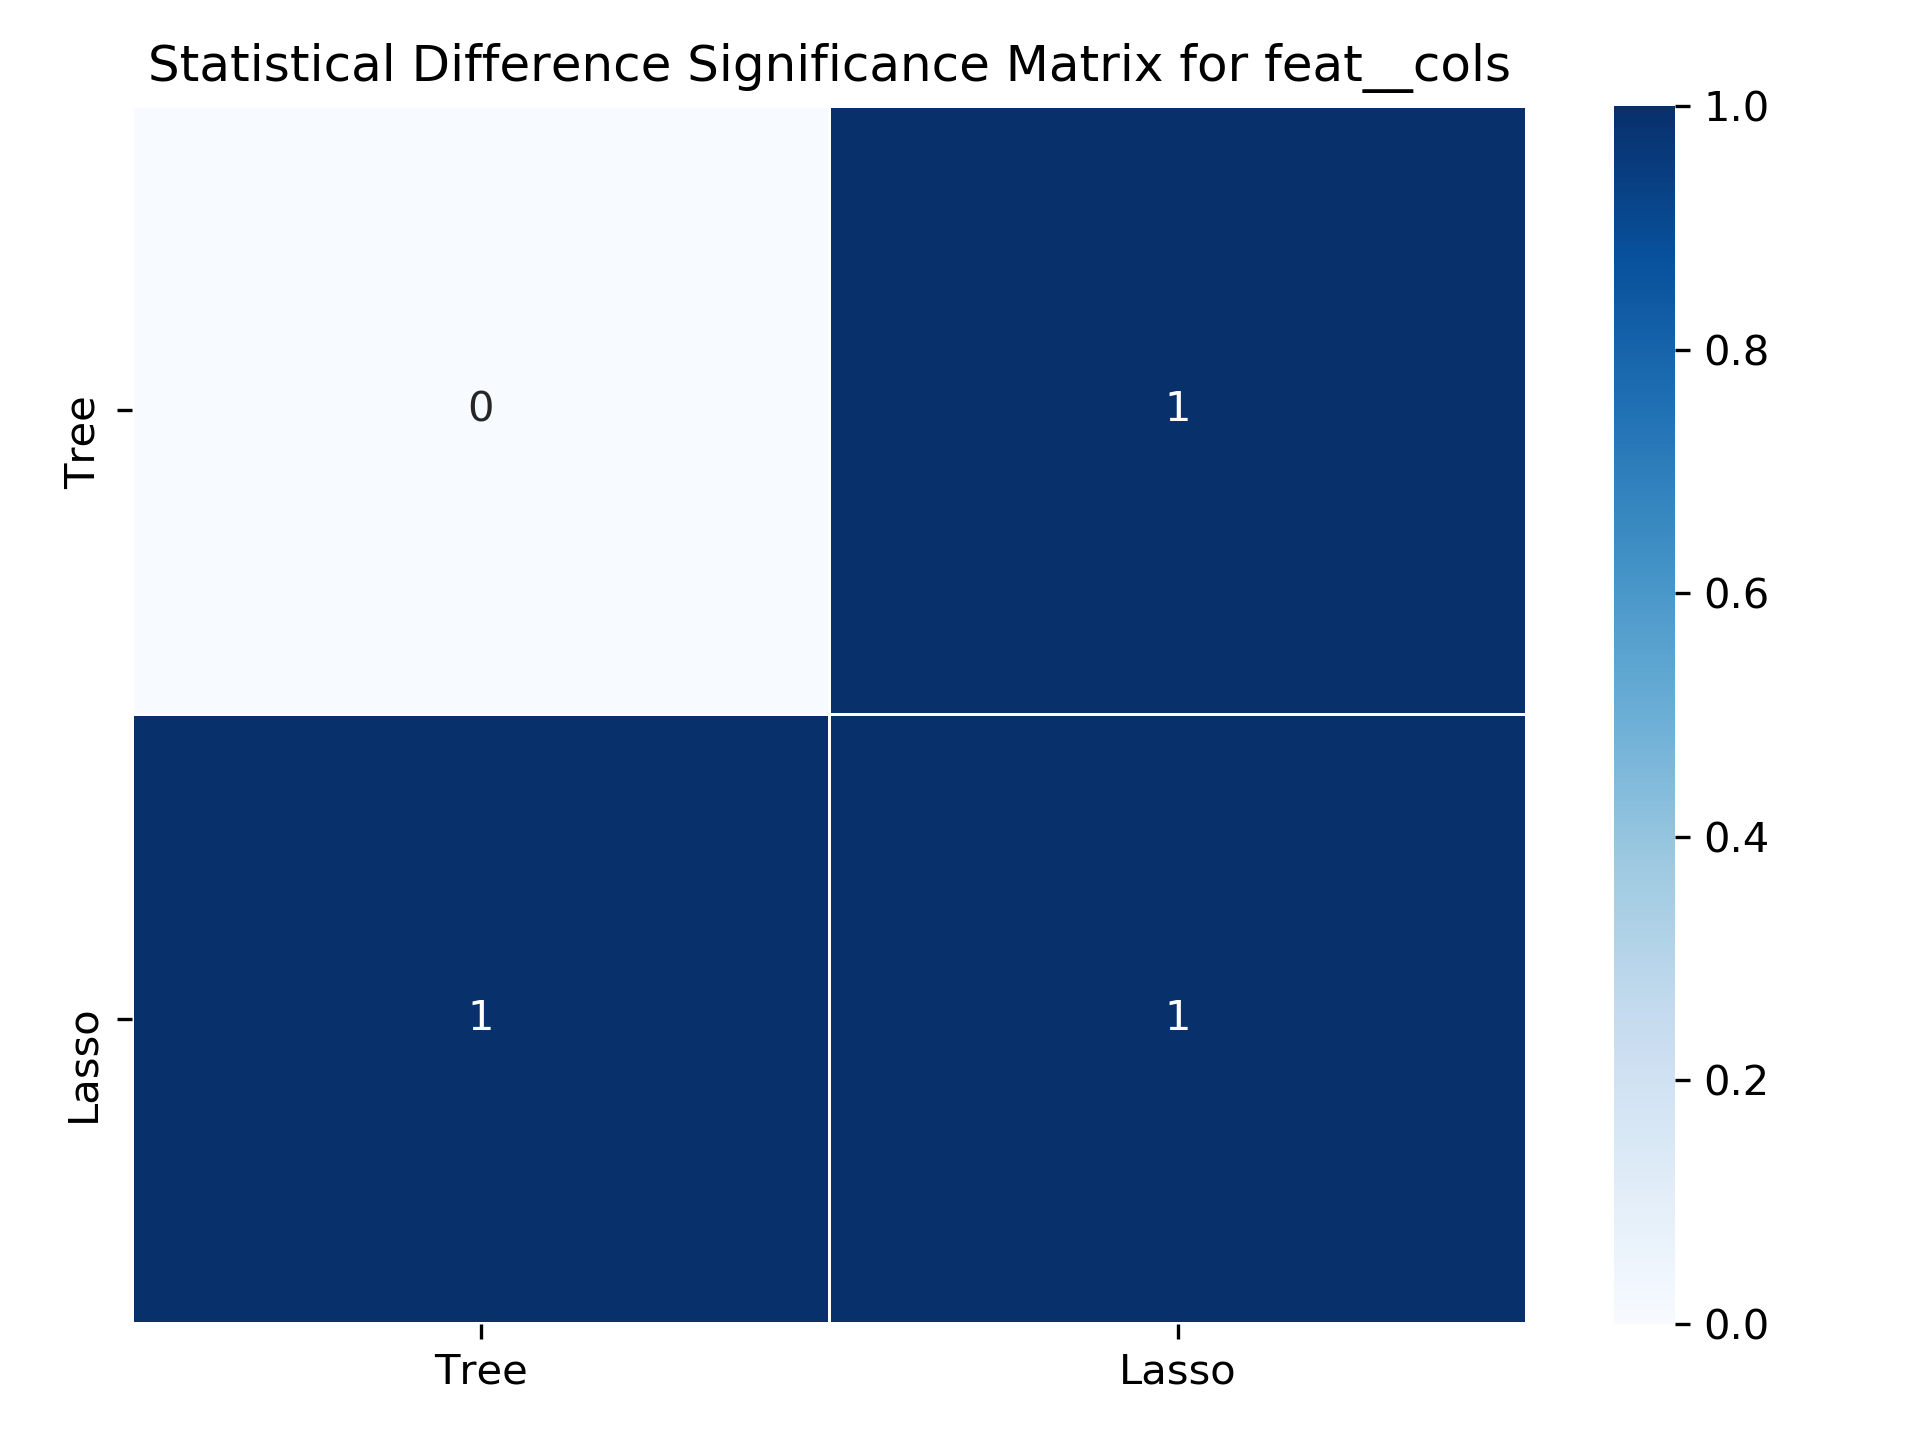 Statistical Difference Significance Matrix for feat__cols
1.0
0.8
0.6
0.4
0.2
0.0
Tree
0
1
Lasso
1
1
Tree
Lasso